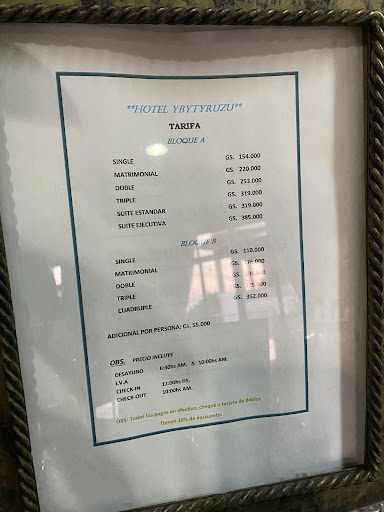 **HOTEL YBYTYRUZU**
TARIFA
BLOQUE A
SINGLE GS. 154.000
MATRIMONIAL GS. 220.000
DOBLE GS. 253.000
TRIPLE GS. 319.000
SUITE ESTANDAR GS. 319.000
SUITE EJECUTIVA GS. 385.000
BLOQUE B
SINGLE GS. 110.000
MATRIMONIAL GS.
DOBLE GS.
TRIPLE GS.
CUADRUPLE GS. 352.000
ADICIONAL POR PERSONA: Gs. 55.000
OBS. PRECIO INCLUYE
DESAYUNO 6:30hs AM. A 10:00hs AM.
I.V.A
CHECK-IN 12:00hs HS.
CHECK-OUT 10:00hs AM.
OBS: Todos los pagos en efectivo, cheque o tarjeta de debito
Tienen 10% de descuento.